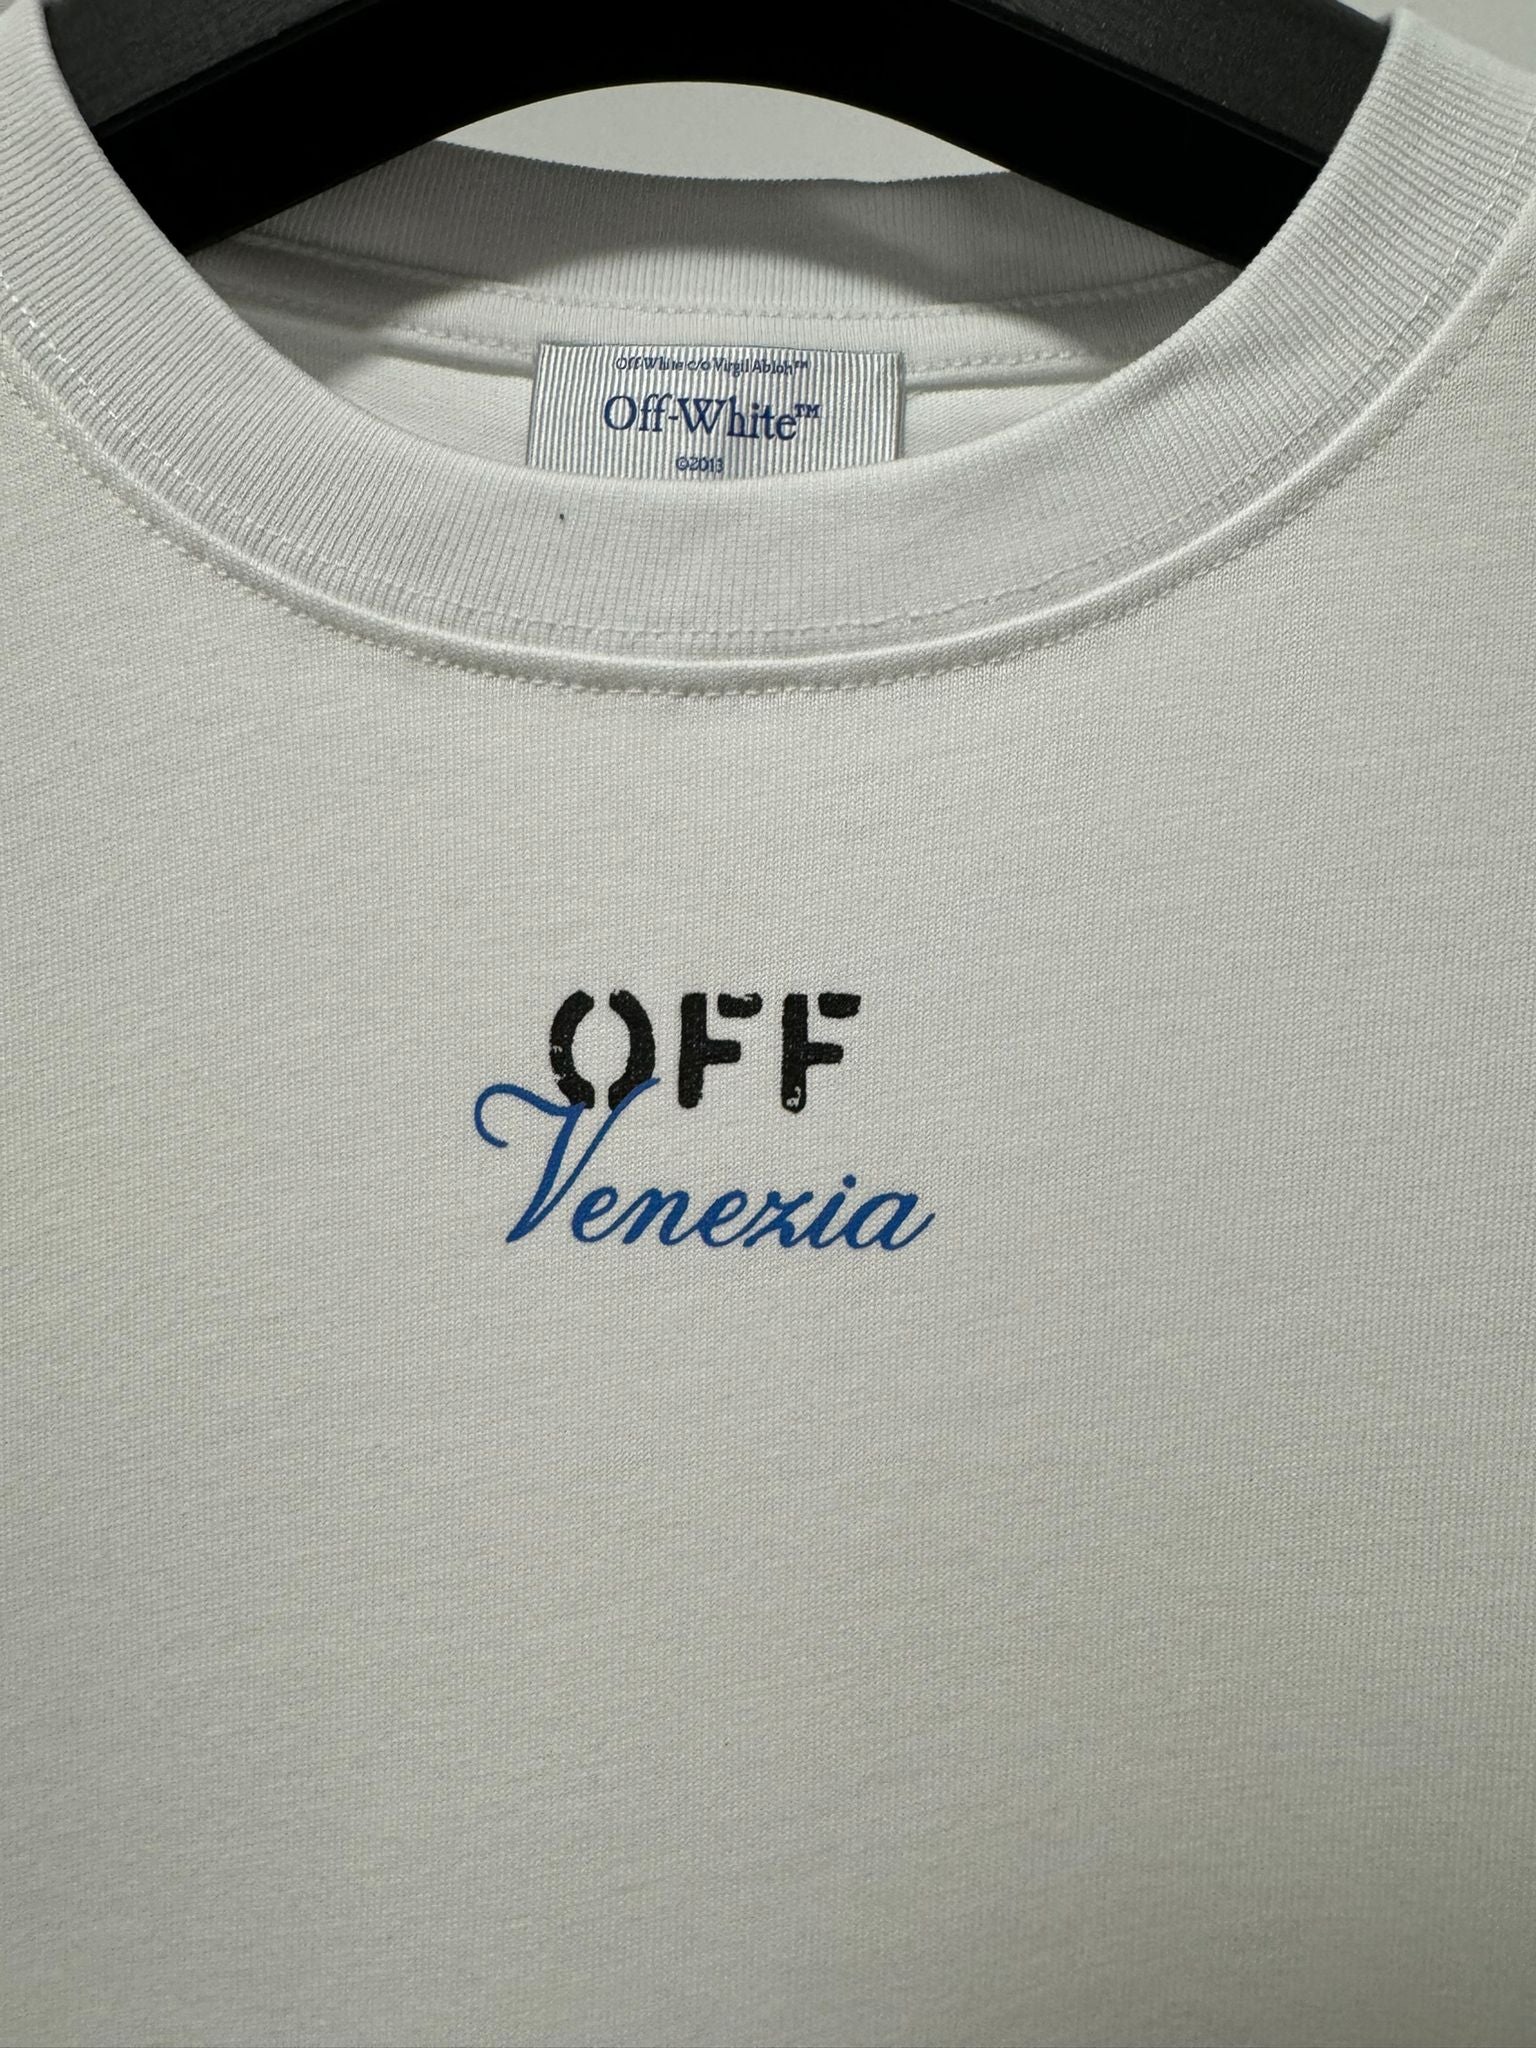 Off-White c/o Virgil Abloh™
Off-White™
©2013
OFF
Venezia